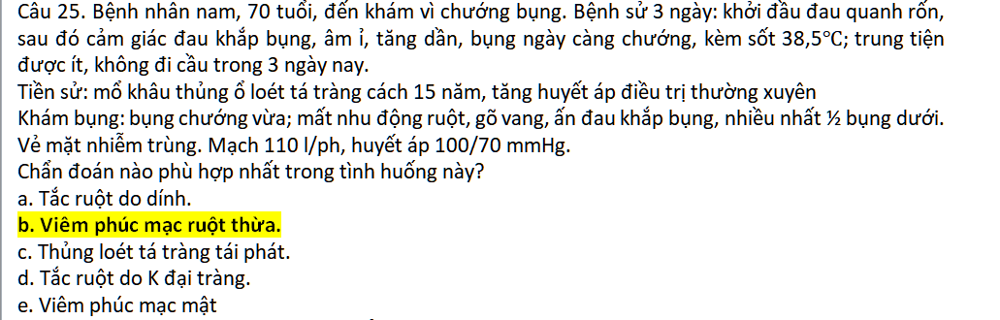 Câu 25. Bệnh nhân nam, 70 tuổi, đến khám vì chướng bụng. Bệnh sử 3 ngày: khởi đầu đau quanh rốn,
sau đó cảm giác đau khắp bụng, âm ỉ, tăng dần, bụng ngày càng chướng, kèm sốt 38,5°C; trung tiện
được ít, không đi cầu trong 3 ngày nay.
Tiền sử: mổ khâu thủng ổ loét tá tràng cách 15 năm, tăng huyết áp điều trị thường xuyên
Khám bụng: bụng chướng vừa; mất nhu động ruột, gõ vang, ấn đau khắp bụng, nhiều nhất ½ bụng dưới.
Vẻ mặt nhiễm trùng. Mạch 110 l/ph, huyết áp 100/70 mmHg.
Chẩn đoán nào phù hợp nhất trong tình huống này?
a. Tắc ruột do dính.
b. Viêm phúc mạc ruột thừa.
c. Thủng loét tá tràng tái phát.
d. Tắc ruột do K đại tràng.
e. Viêm phúc mạc mật